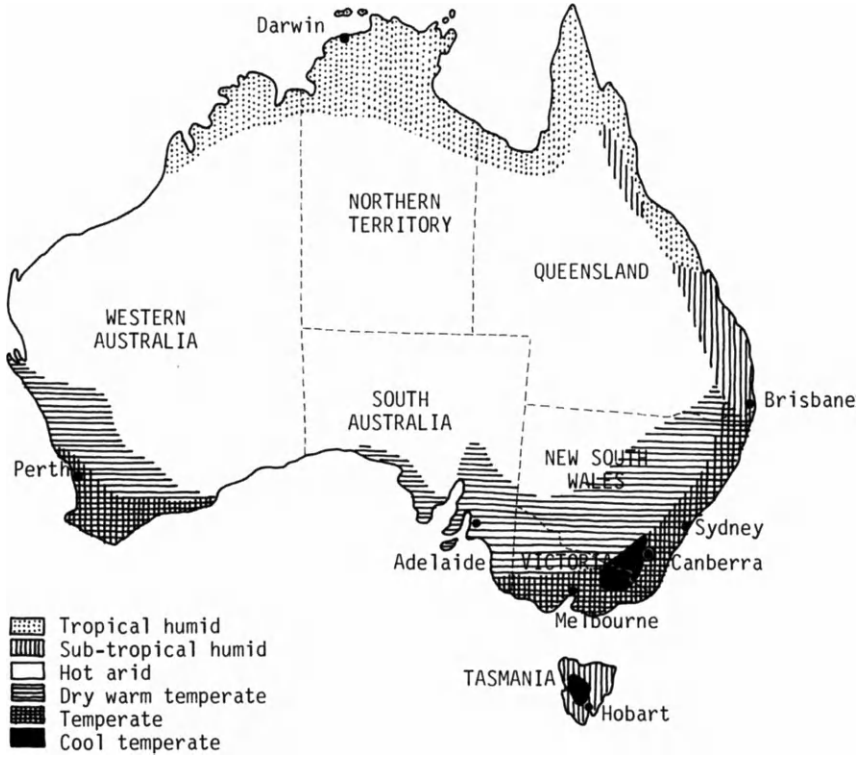 Darwin
NORTHERN
TERRITORY
QUEENSLAND
WESTERN
AUSTRALIA
SOUTH
AUSTRALIA
Brisbane
NEW SOUTH
WALES
Perth
Sydney
Adelaide
VICTORIA
Canberra
Melbourne
TASMANIA
Hobart
Tropical humid
Sub-tropical humid
Hot arid
Dry warm temperate
Temperate
Cool temperate